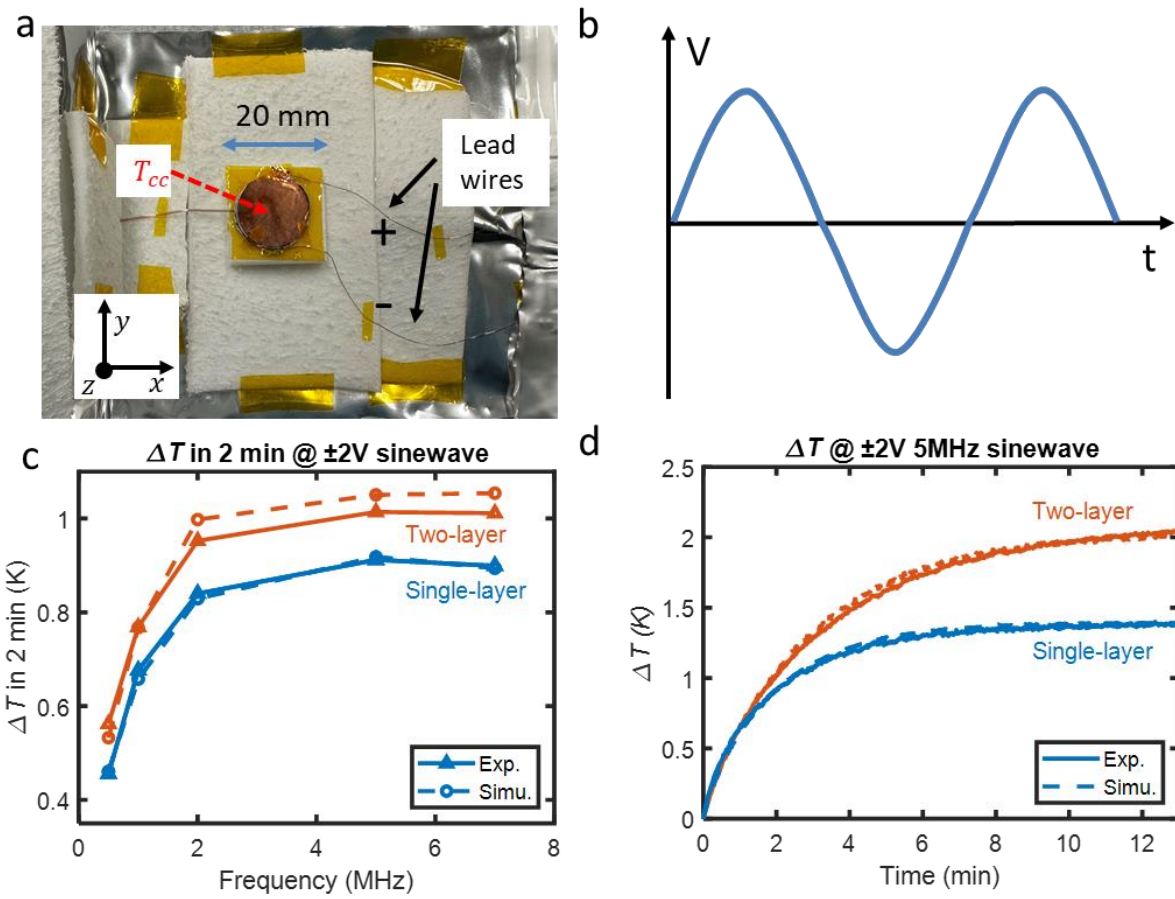 a
20 mm
T_cc
Lead
wires
+
−
y
z
x
b
V
t
c
ΔT in 2 min @ ±2V sinewave
ΔT in 2 min (K)
1
0.8
0.6
0.4
Two-layer
Single-layer
Exp.
Simu.
0
2
4
6
8
Frequency (MHz)
d
ΔT @ ±2V 5MHz sinewave
ΔT (K)
2.5
2
1.5
1
0.5
0
Two-layer
Single-layer
Exp.
Simu.
0
2
4
6
8
10
12
Time (min)